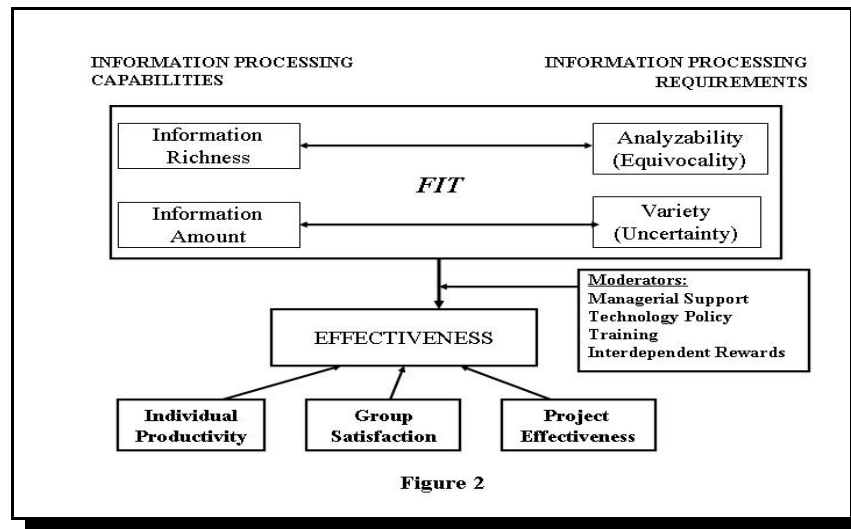 INFORMATION PROCESSING
CAPABILITIES
INFORMATION PROCESSING
REQUIREMENTS
Information
Richness
Analyzability
(Equivocality)
FIT
Information
Amount
Variety
(Uncertainty)
Moderators:
Managerial Support
Technology Policy
Training
Interdependent Rewards
EFFECTIVENESS
Individual
Productivity
Group
Satisfaction
Project
Effectiveness
Figure 2